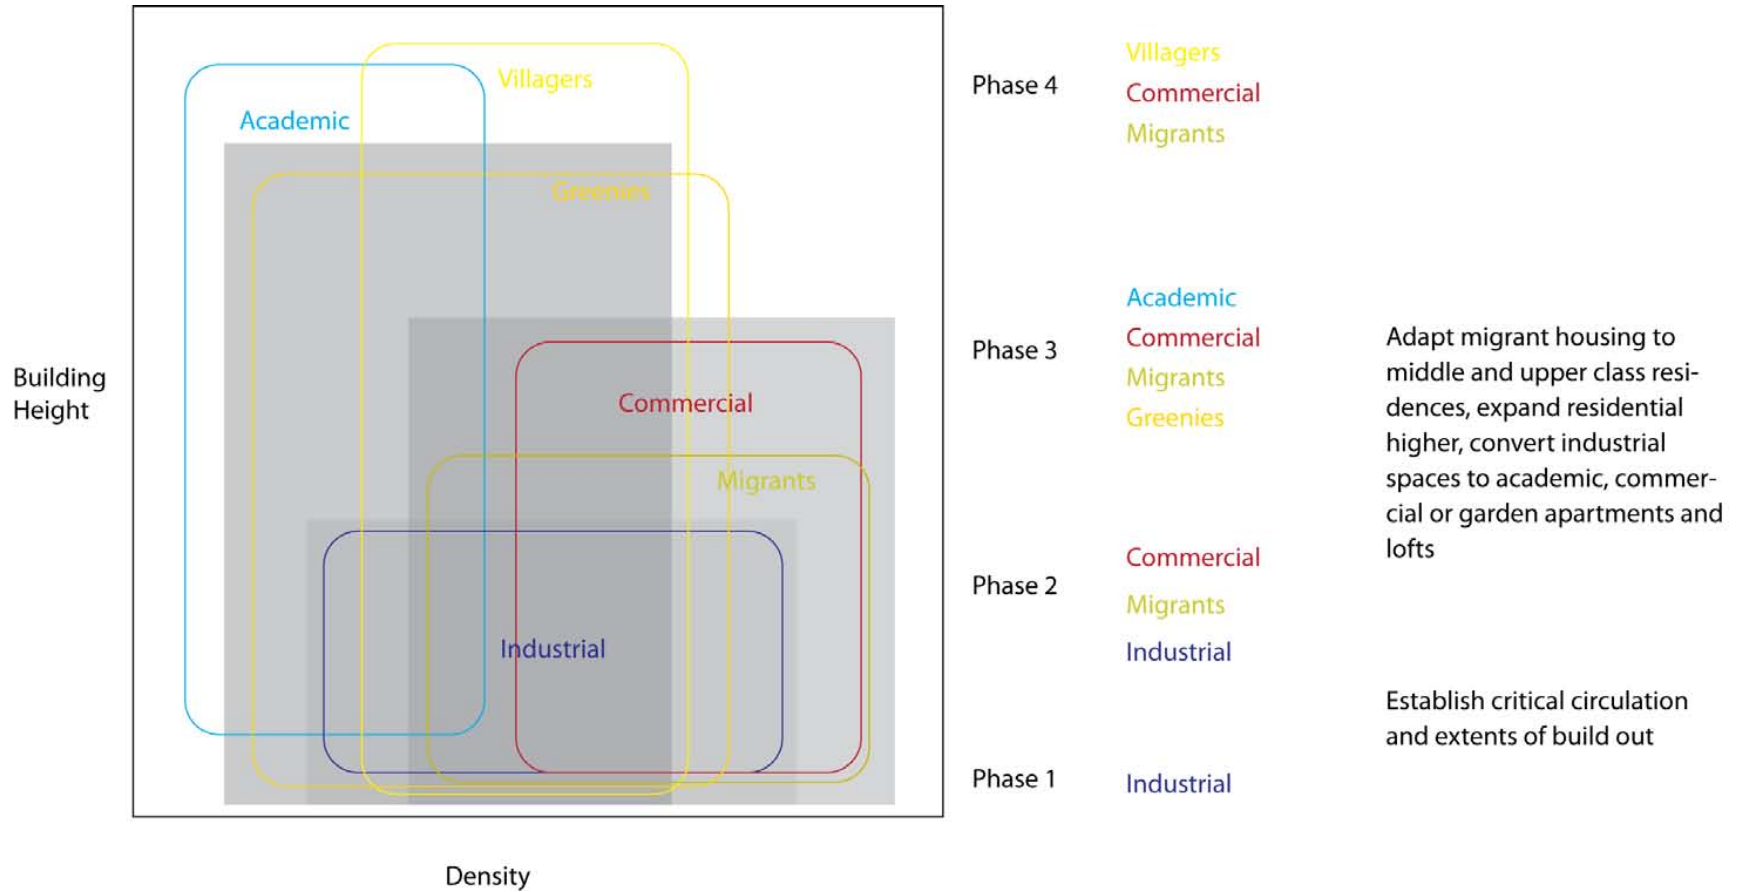 Villagers
Academic
Greenies
Commercial
Migrants
Industrial
Building
Height
Density
Phase 4
Villagers
Commercial
Migrants
Phase 3
Academic
Commercial
Migrants
Greenies
Adapt migrant housing to
middle and upper class resi-
dences, expand residential
higher, convert industrial
spaces to academic, commer-
cial or garden apartments and
lofts
Phase 2
Commercial
Migrants
Industrial
Establish critical circulation
and extents of build out
Phase 1
Industrial